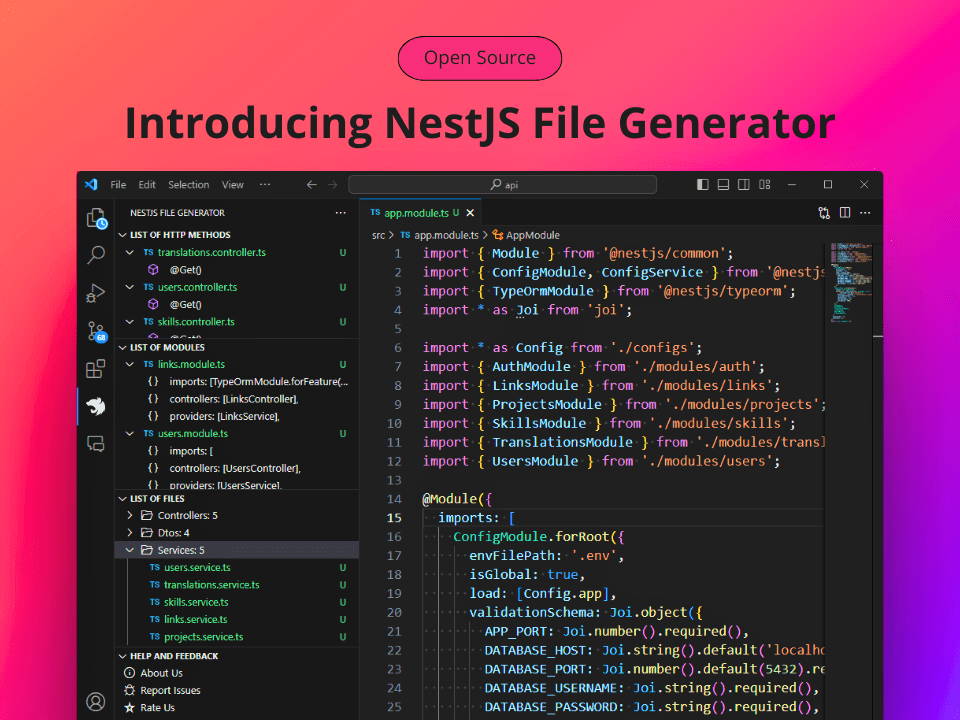 Open Source
Introducing NestJS File Generator
File Edit Selection View ···
api
NESTJS FILE GENERATOR ···
LIST OF HTTP METHODS
TS translations.controller.ts U
@Get()
TS users.controller.ts U
@Get()
TS skills.controller.ts U
@Get()
LIST OF MODULES
TS links.module.ts U
{} imports: [TypeOrmModule.forFeature(...
{} controllers: [LinksController],
{} providers: [LinksService],
TS users.module.ts U
{} imports: [
{} controllers: [UsersController],
{} providers: [UsersService],
LIST OF FILES
Controllers: 5
Dtos: 4
Services: 5
TS users.service.ts U
TS translations.service.ts U
TS skills.service.ts U
TS links.service.ts U
TS projects.service.ts U
HELP AND FEEDBACK
About Us
Report Issues
Rate Us
68
TS app.module.ts U
src > TS app.module.ts > AppModule
1 import { Module } from '@nestjs/common';
2 import { ConfigModule, ConfigService } from '@nestjs
3 import { TypeOrmModule } from '@nestjs/typeorm';
4 import * as Joi from 'joi';
5
6 import * as Config from './configs';
7 import { AuthModule } from './modules/auth';
8 import { LinksModule } from './modules/links';
9 import { ProjectsModule } from './modules/projects';
10 import { SkillsModule } from './modules/skills';
11 import { TranslationsModule } from './modules/transl
12 import { UsersModule } from './modules/users';
13
14 @Module({
15 imports: [
16 ConfigModule.forRoot({
17 envFilePath: '.env',
18 isGlobal: true,
19 load: [Config.app],
20 validationSchema: Joi.object({
21 APP_PORT: Joi.number().required(),
22 DATABASE_HOST: Joi.string().default('localho
23 DATABASE_PORT: Joi.number().default(5432).re
24 DATABASE_USERNAME: Joi.string().required(),
25 DATABASE_PASSWORD: Joi.string().required(),